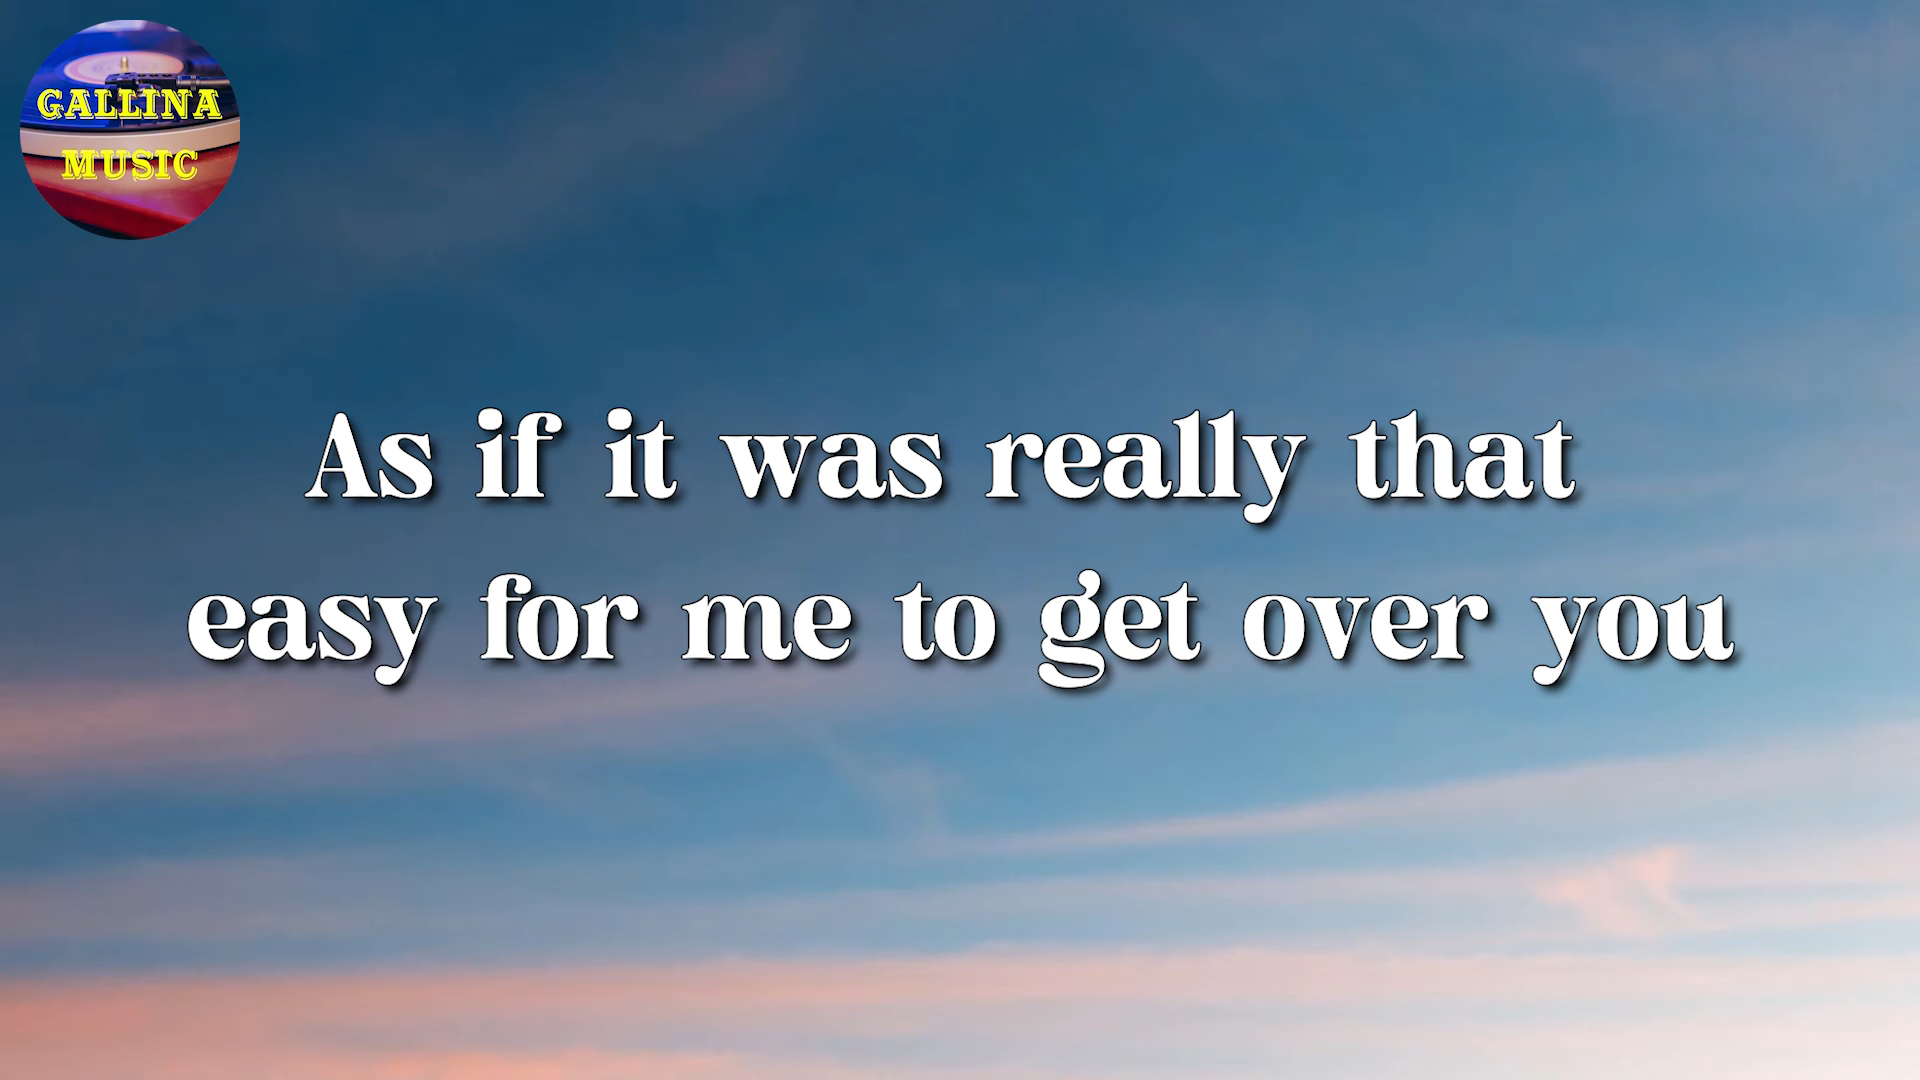 GALLINA
MUSIC
As if it was really that
easy for me to get over you